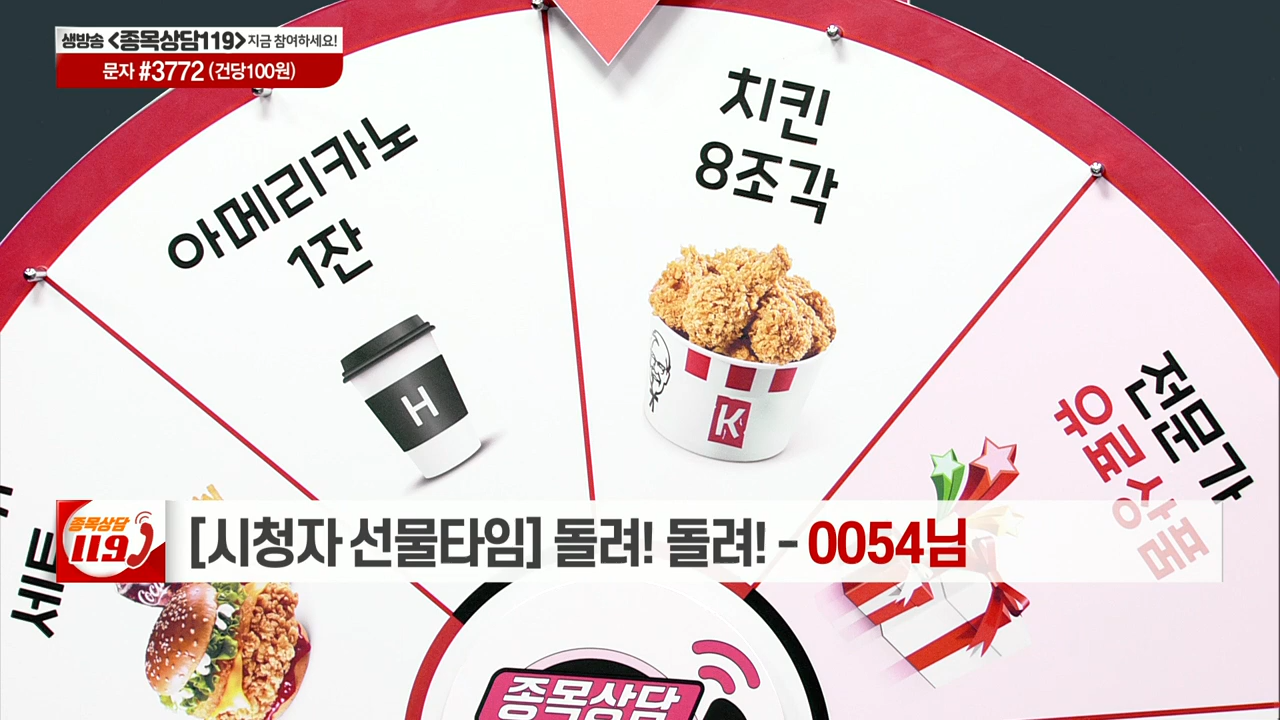 생방송 <종목상담119> 지금 참여하세요!
문자 #3772 (건당100원)
아메리카노
1잔
H
치킨
8조각
K
전문가
유료상품
세트
종목상담
119
[시청자 선물타임] 돌려! 돌려! - 0054님
종목상담